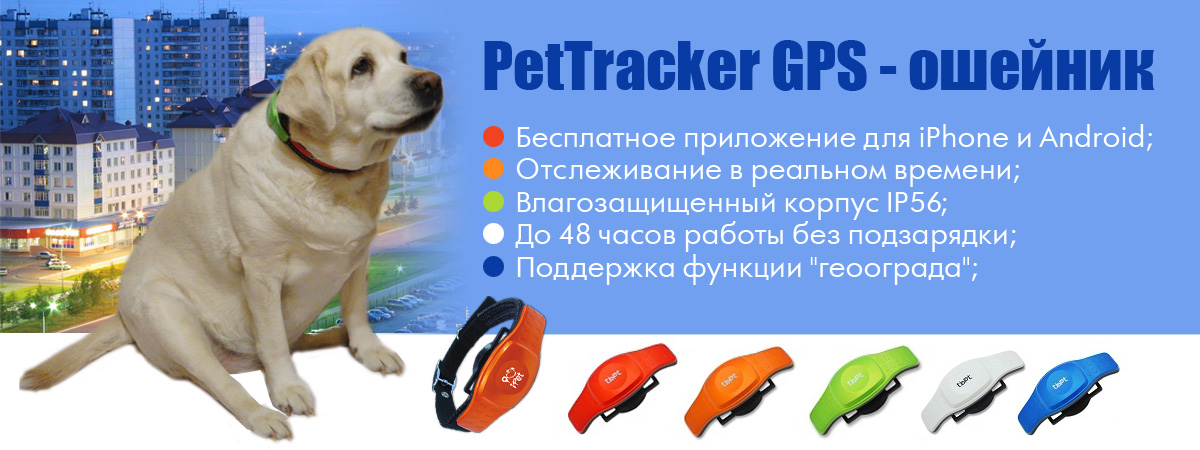 PetTracker GPS - ошейник
Бесплатное приложение для iPhone и Android;
Отслеживание в реальном времени;
Влагозащищенный корпус IP56;
До 48 часов работы без подзарядки;
Поддержка функции "геоограда";